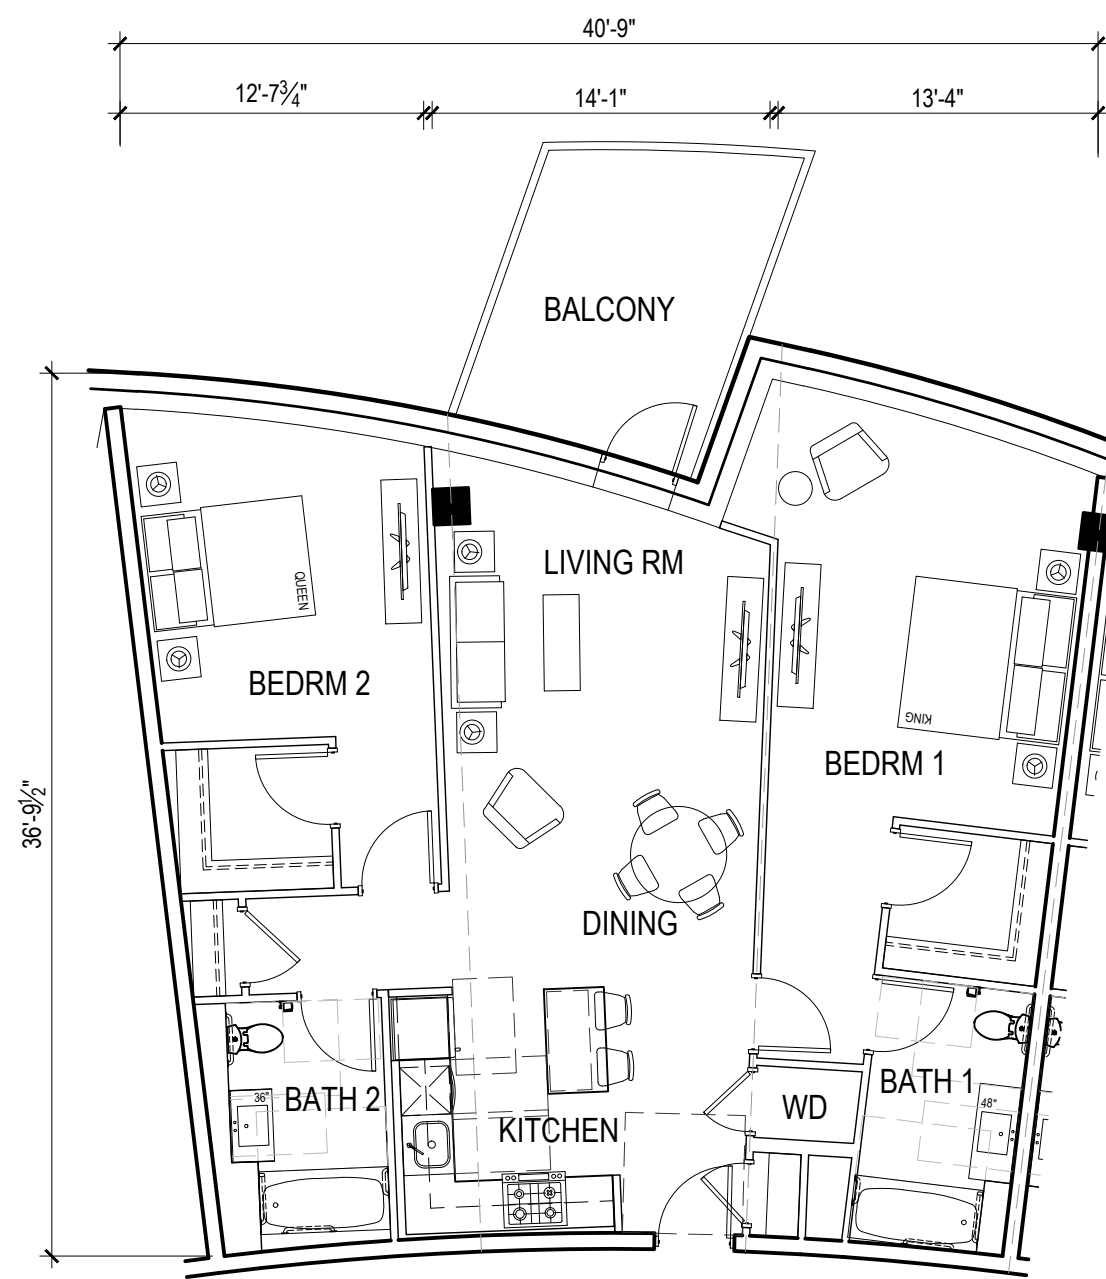 40'-9"
12'-7¾"
14'-1"
13'-4"
BALCONY
LIVING RM
QUEEN
BEDRM 2
KING
BEDRM 1
36'-9½"
DINING
BATH 1
36"
BATH 2
WD
48"
KITCHEN